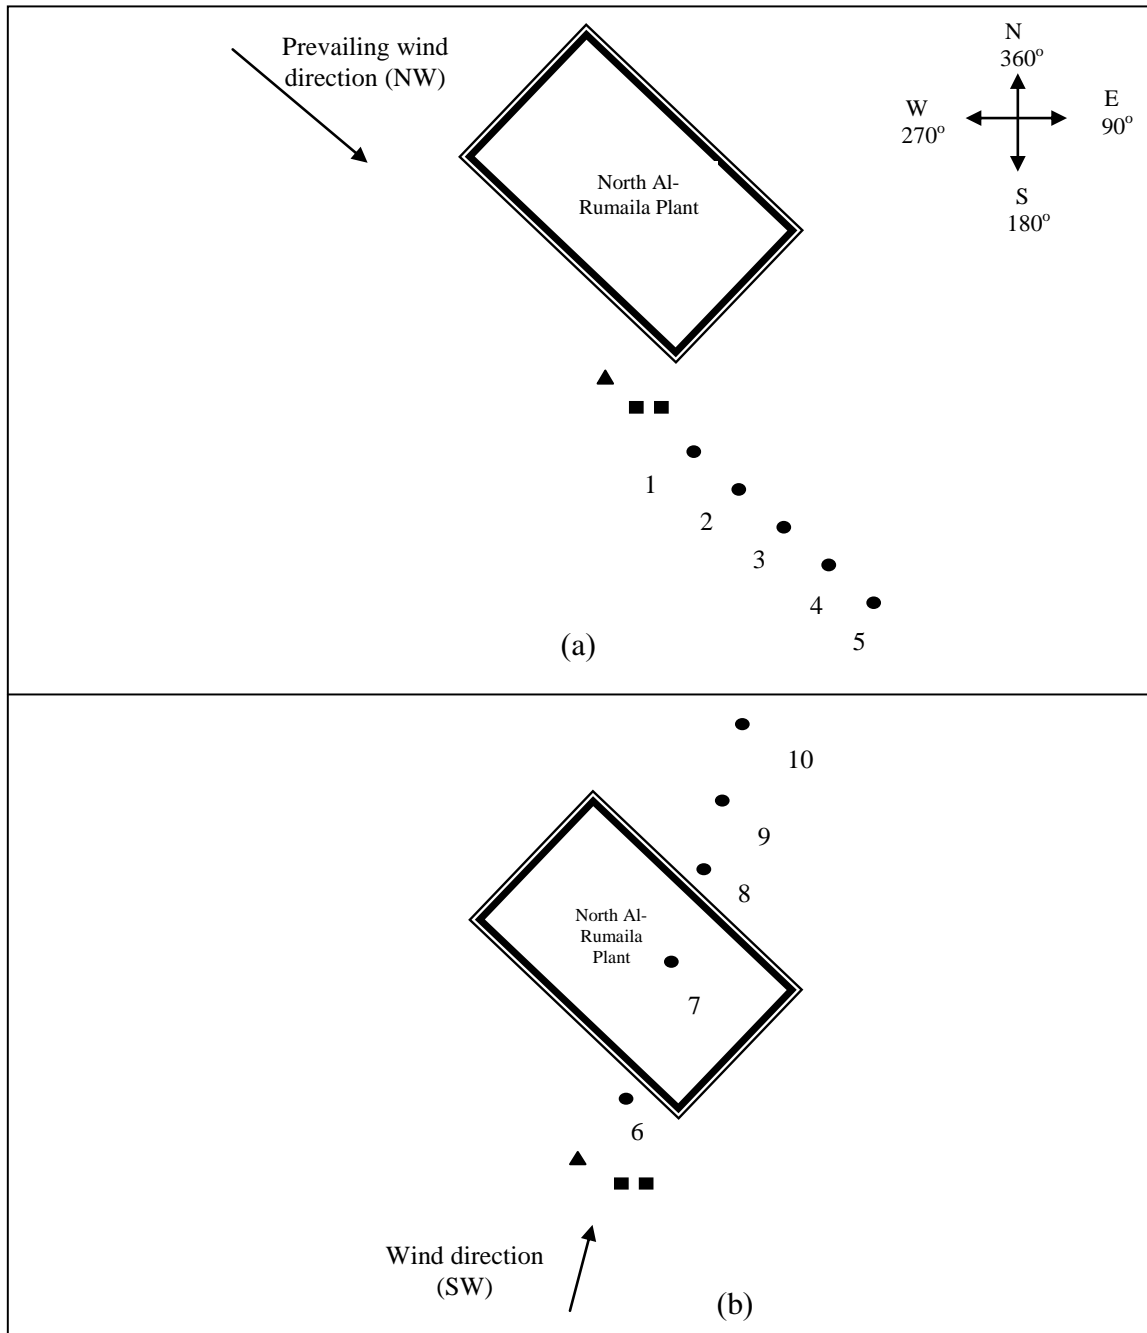 Prevailing wind
direction (NW)
N
360°
W
270°
E
90°
S
180°
North Al-
Rumaila Plant
1
2
3
4
5
(a)
10
9
8
North Al-
Rumaila
Plant
7
6
Wind direction
(SW)
(b)